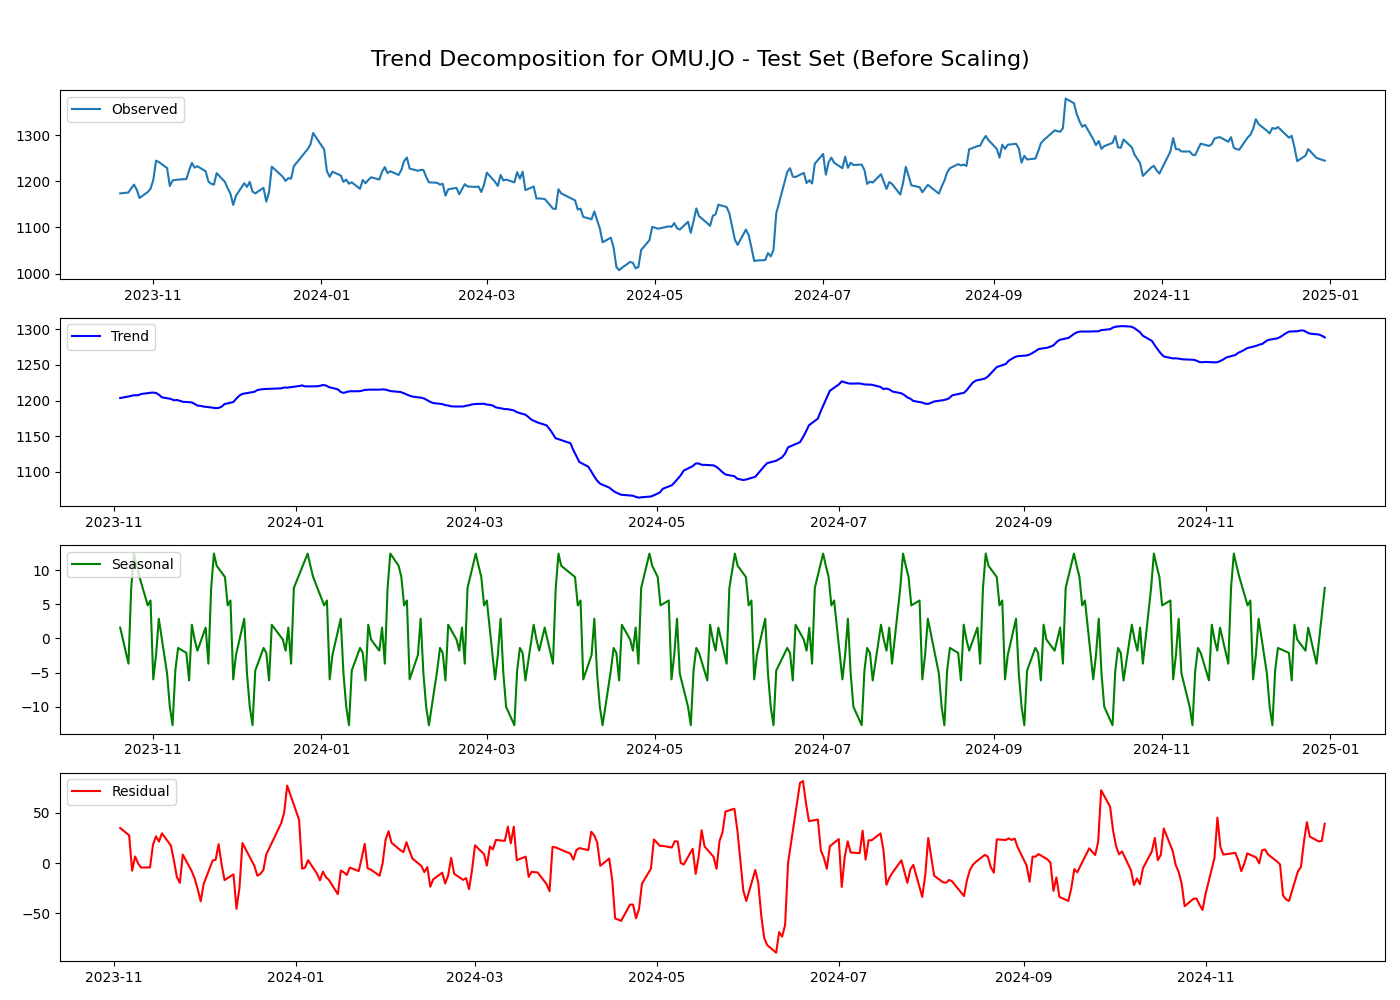 Trend Decomposition for OMU.JO - Test Set (Before Scaling)
Observed
1300
1200
1100
1000
2023-11 2024-01 2024-03 2024-05 2024-07 2024-09 2024-11 2025-01
Trend
1300
1250
1200
1150
1100
2023-11 2024-01 2024-03 2024-05 2024-07 2024-09 2024-11
Seasonal
10
5
0
−5
−10
2023-11 2024-01 2024-03 2024-05 2024-07 2024-09 2024-11 2025-01
Residual
50
0
−50
2023-11 2024-01 2024-03 2024-05 2024-07 2024-09 2024-11